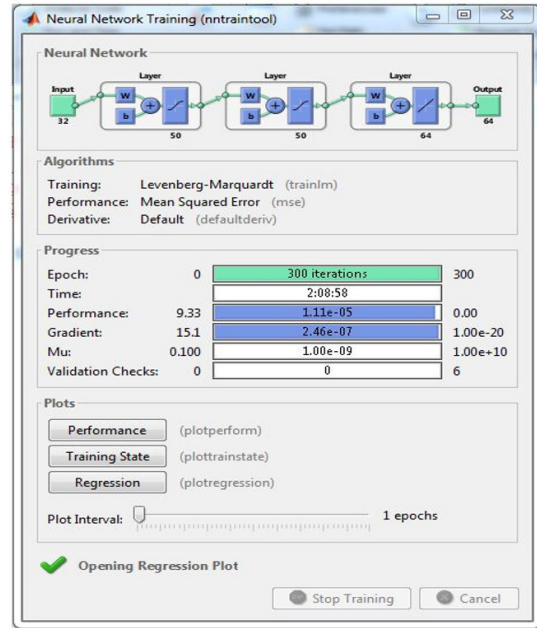 Neural Network Training (nntraintool)
Neural Network
Layer Layer Layer
Input Output
W W W
32 + + + 64
b b b
50 50 64
Algorithms
Training: Levenberg-Marquardt (trainlm)
Performance: Mean Squared Error (mse)
Derivative: Default (defaultderiv)
Progress
Epoch: 0 300 iterations 300
Time: 2:08:58
Performance: 9.33 1.11e-05 0.00
Gradient: 15.1 2.46e-07 1.00e-20
Mu: 0.100 1.00e-09 1.00e+10
Validation Checks: 0 0 6
Plots
Performance (plotperform)
Training State (plottrainstate)
Regression (plotregression)
Plot Interval: 1 epochs
Opening Regression Plot
Stop Training Cancel